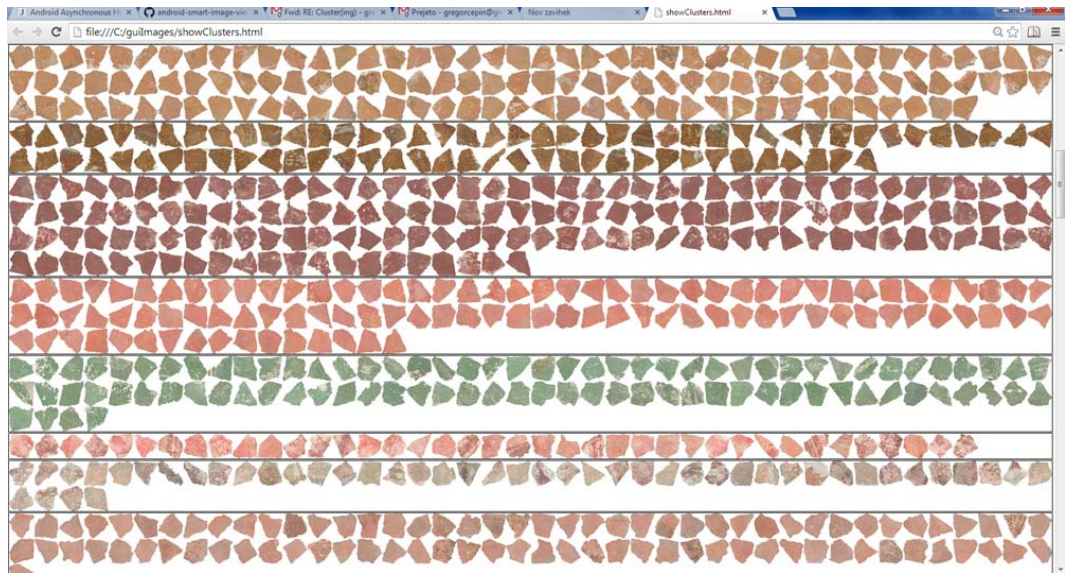 Android Asynchronous H
android-smart-image-vie
Fwd: RE: Cluster(ing) - gre
Prejeto - gregorcepin@gr
Nov zavihek
showClusters.html
file:///C:/guiImages/showClusters.html